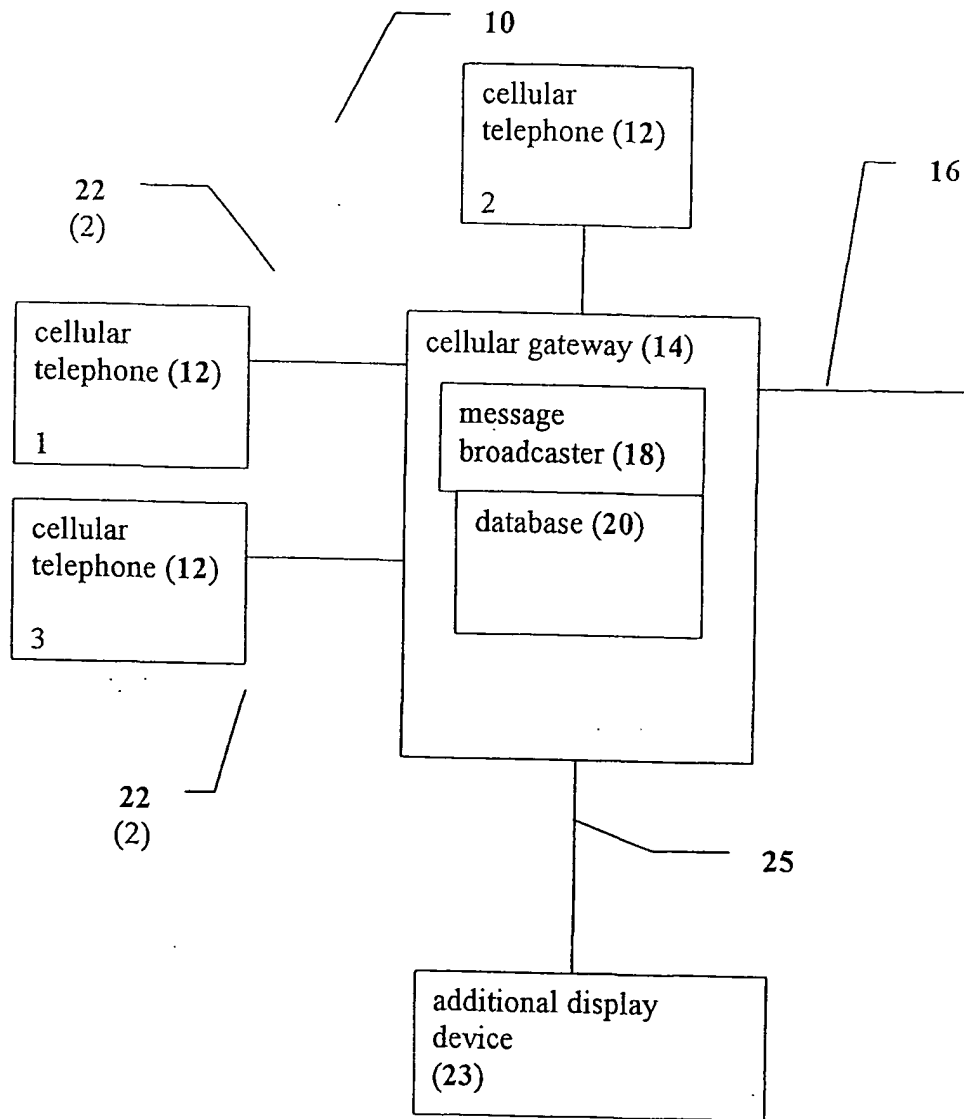 10
cellular
telephone (12)
2
16
22
(2)
cellular
telephone (12)
1
cellular gateway (14)
message
broadcaster (18)
database (20)
cellular
telephone (12)
3
22
(2)
25
additional display
device
(23)